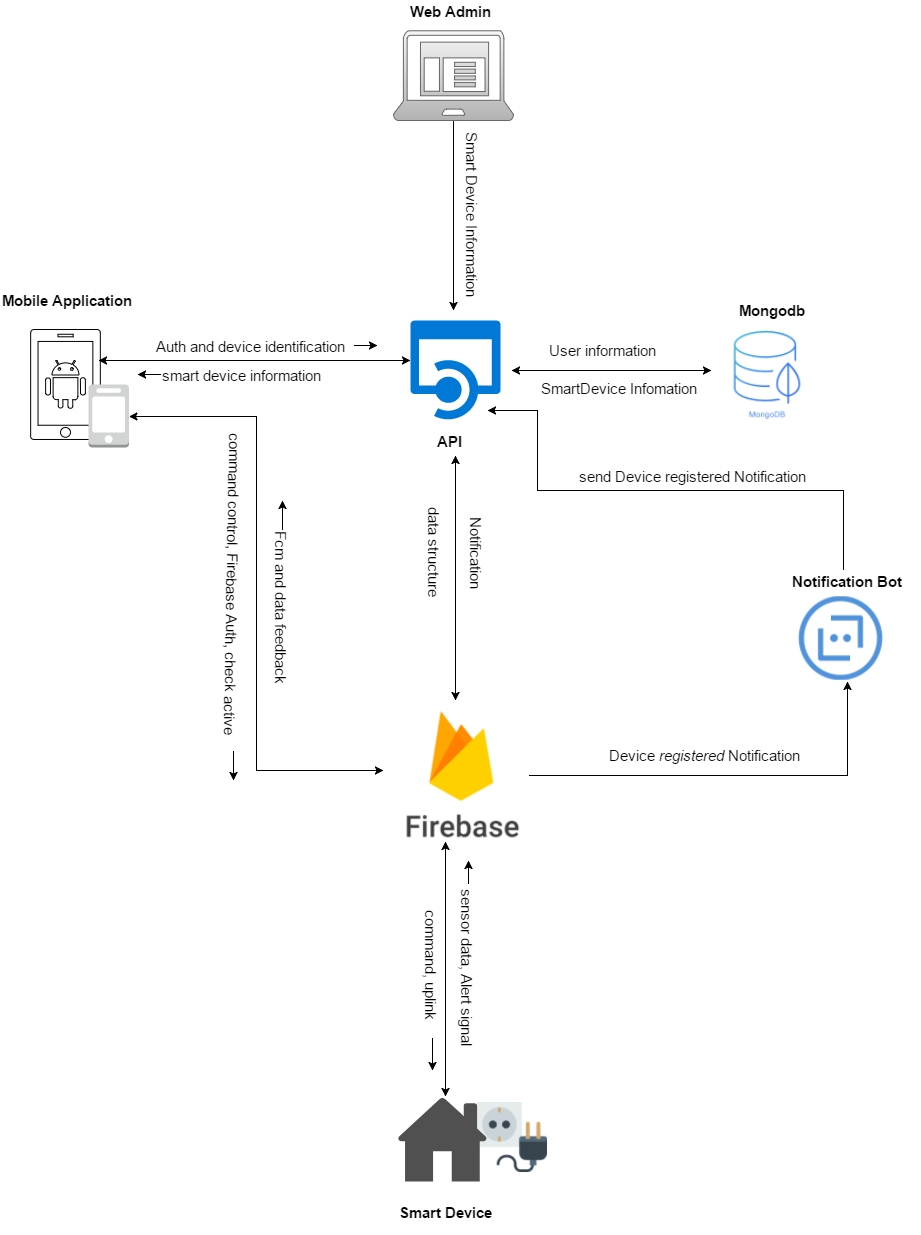 Web Admin
Smart Device Information
Mobile Application
Mongodb
Auth and device identification
smart device information
User information
SmartDevice Infomation
MongoDB
API
send Device registered Notification
command control, Firebase Auth, check active
Fcm and data feedback
data structure
Notification
Notification Bot
Device registered Notification
Firebase
command, uplink
sensor data, Alert signal
Smart Device